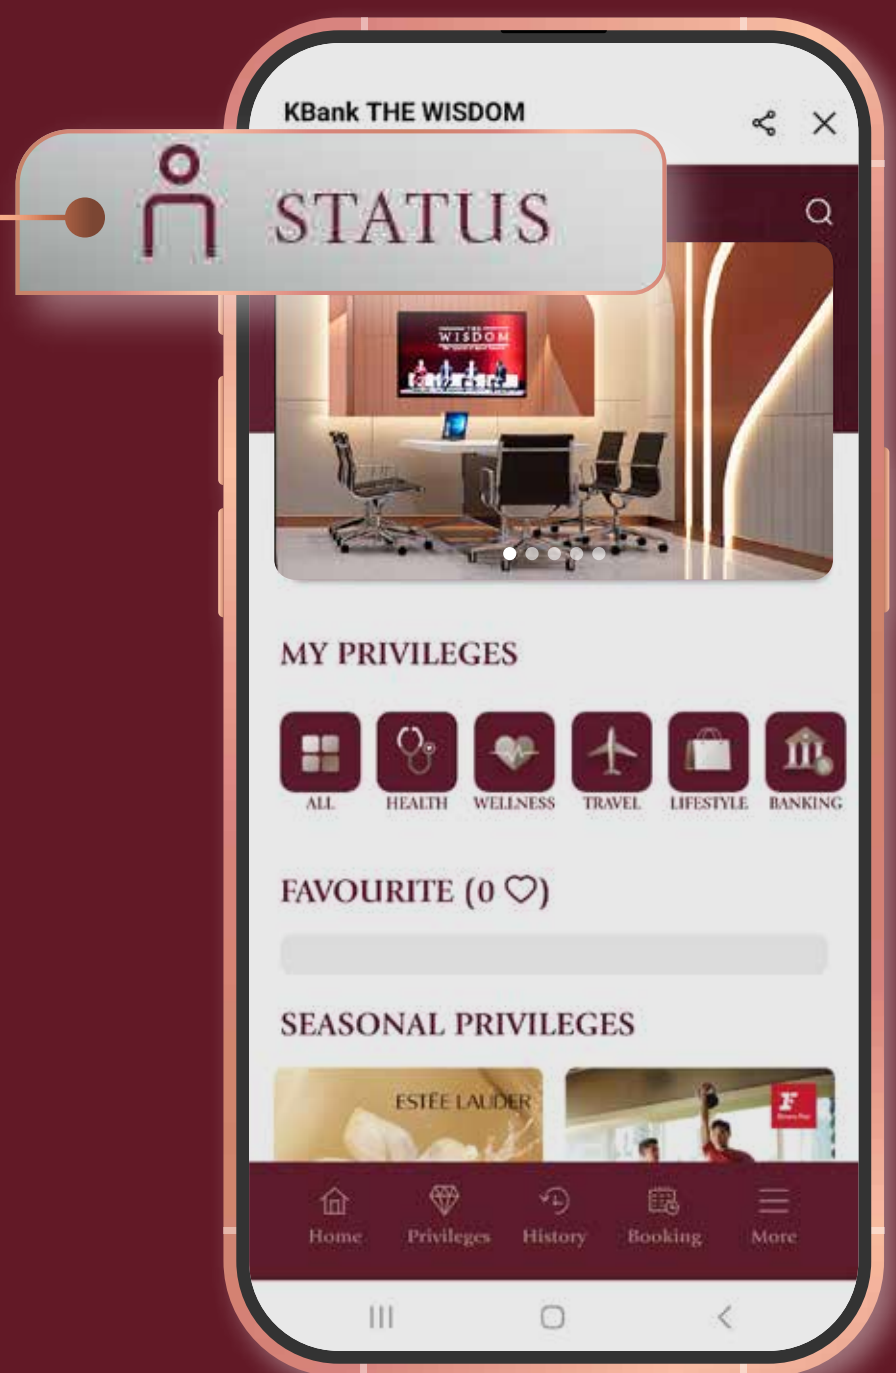 KBank THE WISDOM
STATUS
THE
WISDOM
MY PRIVILEGES
ALL HEALTH WELLNESS TRAVEL LIFESTYLE BANKING
FAVOURITE (0 ♡)
SEASONAL PRIVILEGES
ESTĒE LAUDER
Home Privileges History Booking More